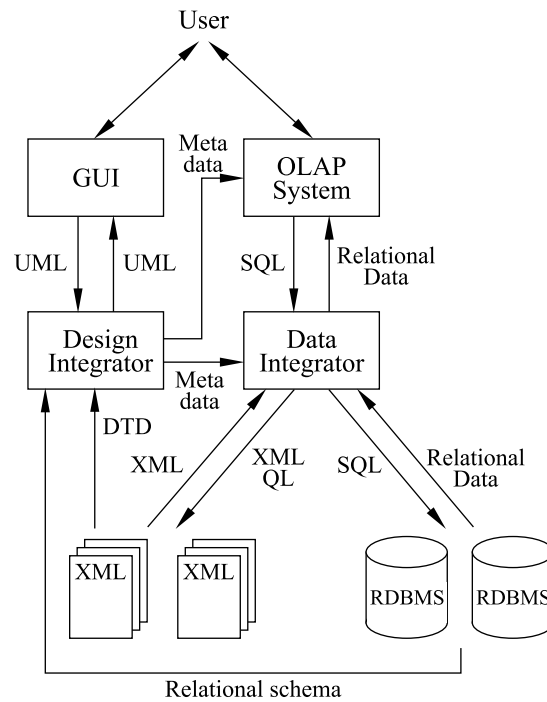 User
Meta
data
GUI
OLAP
System
UML
UML
SQL
Relational
Data
Design
Integrator
Data
Integrator
Meta
data
DTD
XML
XML
QL
SQL
Relational
Data
XML
XML
RDBMS
RDBMS
Relational schema